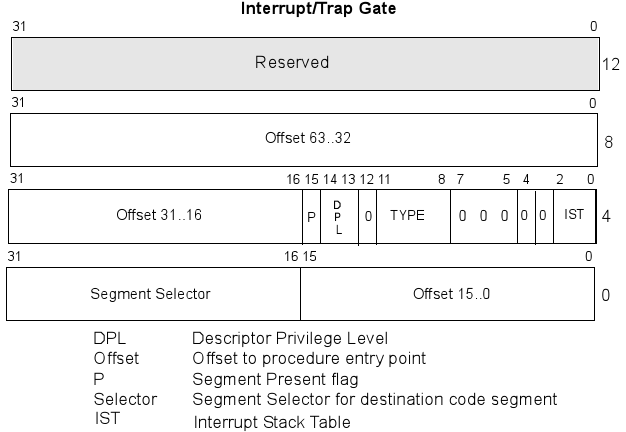 Interrupt/Trap Gate
31 0
Reserved 12
31 0
Offset 63..32 8
31 16 15 14 13 12 11 8 7 5 4 2 0
Offset 31..16 P DPL 0 TYPE 0 0 0 0 0 IST 4
31 16 15 0
Segment Selector Offset 15..0 0
DPL Descriptor Privilege Level
Offset Offset to procedure entry point
P Segment Present flag
Selector Segment Selector for destination code segment
IST Interrupt Stack Table